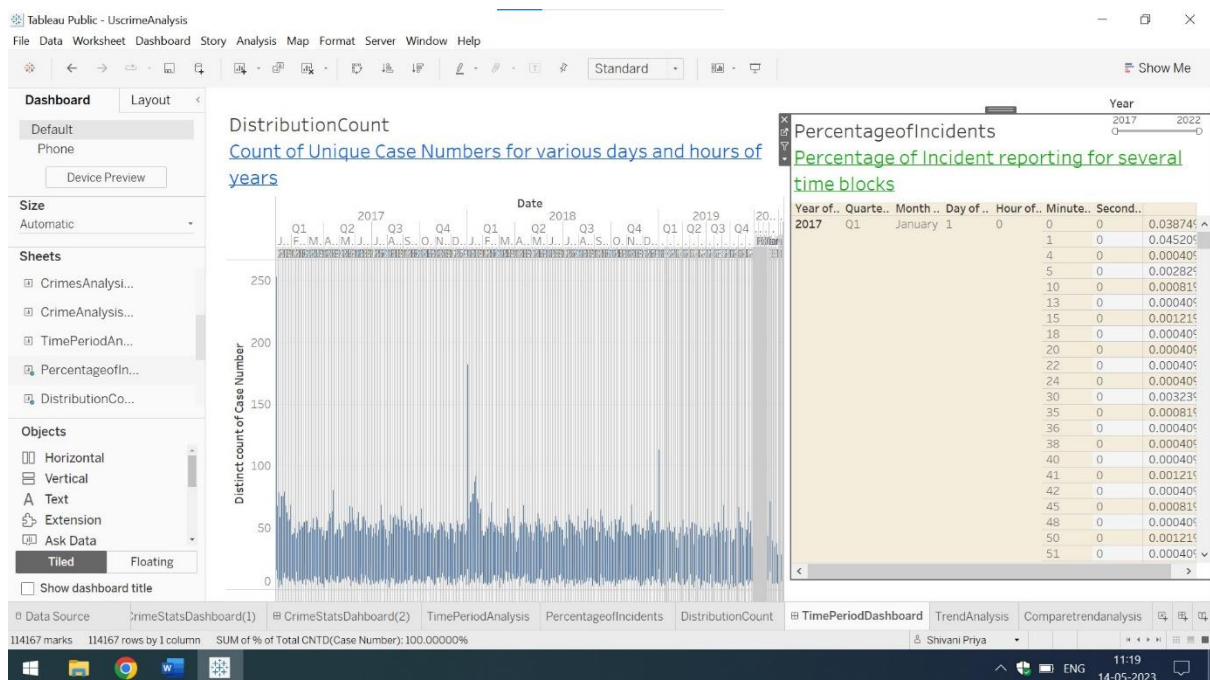 Tableau Public - UscrimeAnalysis
File Data Worksheet Dashboard Story Analysis Map Format Server Window Help
Standard
Show Me
Dashboard Layout
Default
Phone
Device Preview
Size
Automatic
Sheets
CrimesAnalysi...
CrimeAnalysis...
TimePeriodAn...
PercentageofIn...
DistributionCo...
Objects
Horizontal
Vertical
Text
Extension
Ask Data
Tiled Floating
Show dashboard title
DistributionCount
Count of Unique Case Numbers for various days and hours of
years
Date
2017 2018 2019 20..
Q1 Q2 Q3 Q4 Q1 Q2 Q3 Q4 Q1 Q2 Q3 Q4
J.. F.. M. A.. M.. J.. J.. A.. S.. O. N.. D.. J.. F.. M. A.. M.. J.. J.. A.. S.. O. N.. D..
Distinct count of Case Number
250
200
150
100
50
0
Year
2017 2022
PercentageofIncidents
Percentage of Incident reporting for several
time blocks
Year of.. Quarte.. Month .. Day of .. Hour of.. Minute.. Second..
2017 Q1 January 1 0 0 0 0.03874%
1 0 0.04520%
4 0 0.00040%
5 0 0.00282%
10 0 0.00081%
13 0 0.00040%
15 0 0.00121%
18 0 0.00040%
20 0 0.00040%
22 0 0.00040%
24 0 0.00040%
30 0 0.00323%
35 0 0.00081%
36 0 0.00040%
38 0 0.00040%
40 0 0.00040%
41 0 0.00121%
42 0 0.00040%
45 0 0.00081%
48 0 0.00040%
50 0 0.00121%
51 0 0.00040%
Data Source CrimeStatsDashboard(1) CrimeStatsDahboard(2) TimePeriodAnalysis PercentageofIncidents DistributionCount TimePeriodDashboard TrendAnalysis Comparetrendanalysis
114167 marks 114167 rows by 1 column SUM of % of Total CNTD(Case Number): 100.00000% Shivani Priya
ENG 11:19
14-05-2023